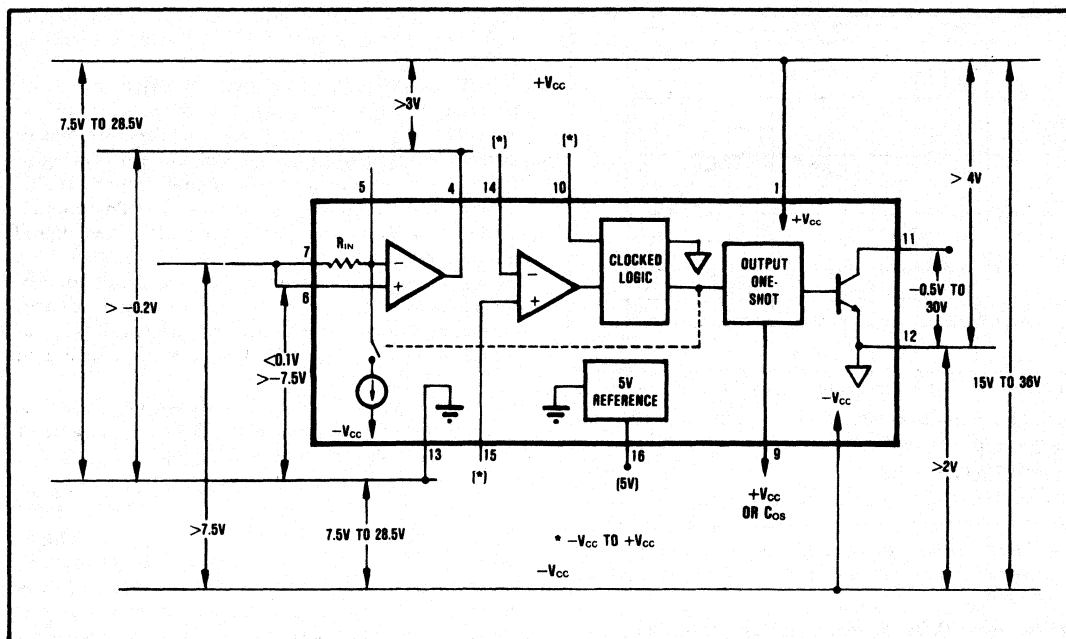 +VCC
>3V
7.5V TO 28.5V
(*)
(*)
> 4V
5
4
14
10
1
+VCC
11
7
RIN
−
+
6
−
+
CLOCKED
LOGIC
OUTPUT
ONE-
SHOT
−0.5V TO
30V
> −0.2V
12
<0.1V
>−7.5V
5V
REFERENCE
15V TO 36V
−VCC
−VCC
13
15
16
9
(*)
(5V)
>2V
+VCC
OR COS
>7.5V
7.5V TO 28.5V
* −VCC TO +VCC
−VCC